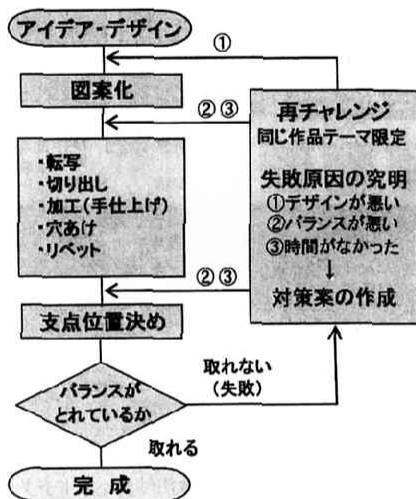 アイデア・デザイン
①
図案化
②③
・転写
・切り出し
・加工(手仕上げ)
・穴あけ
・リベット
②③
支点位置決め
バランスが
とれているか
取れない
(失敗)
取れる
完成
再チャレンジ
同じ作品テーマ限定
失敗原因の究明
①デザインが悪い
②バランスが悪い
③時間がなかった
↓
対策案の作成